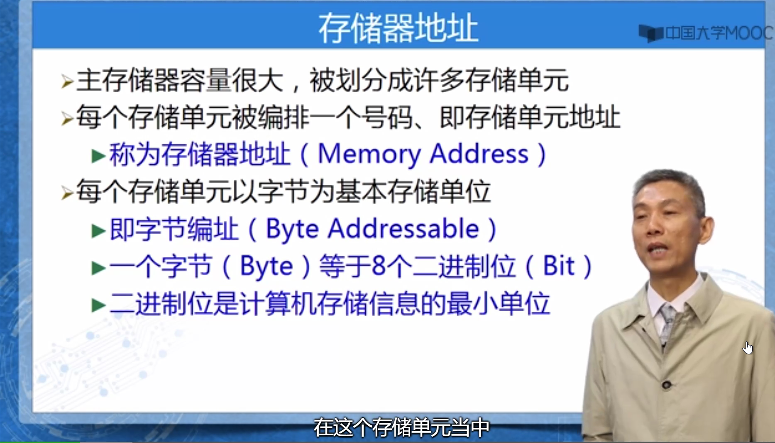 存储器地址
中国大学MOOC
主存储器容量很大，被划分成许多存储单元
每个存储单元被编排一个号码、即存储单元地址
称为存储器地址（Memory Address）
每个存储单元以字节为基本存储单位
即字节编址（Byte Addressable）
一个字节（Byte）等于8个二进制位（Bit）
二进制位是计算机存储信息的最小单位
在这个存储单元当中